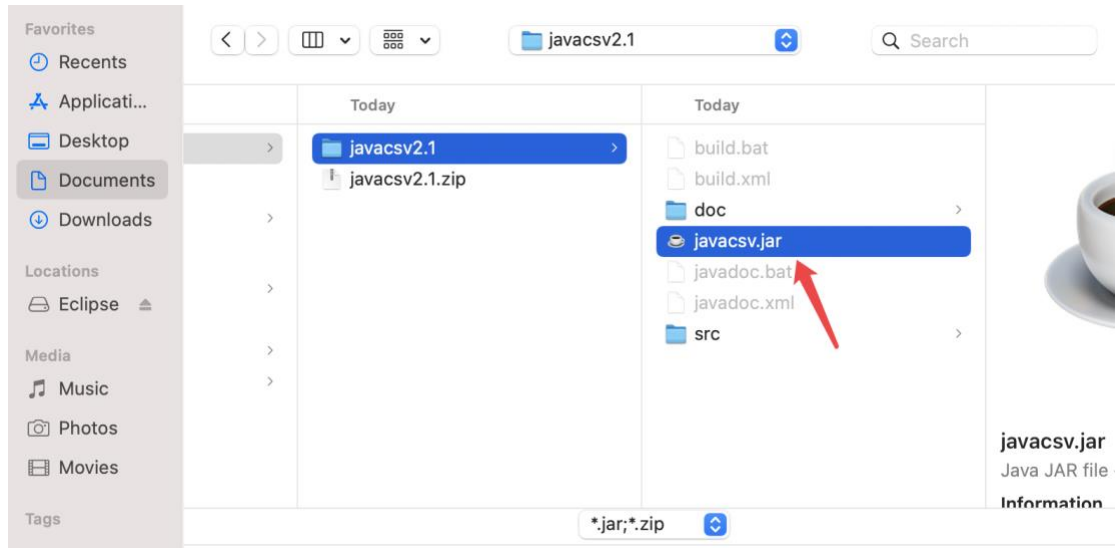 Favorites
Recents
Applicati...
Desktop
Documents
Downloads
Locations
Eclipse
Media
Music
Photos
Movies
Tags
javacsv2.1
Search
Today
javacsv2.1
javacsv2.1.zip
Today
build.bat
build.xml
doc
javacsv.jar
javadoc.bat
javadoc.xml
src
javacsv.jar
Java JAR file
Information
*.jar;*.zip